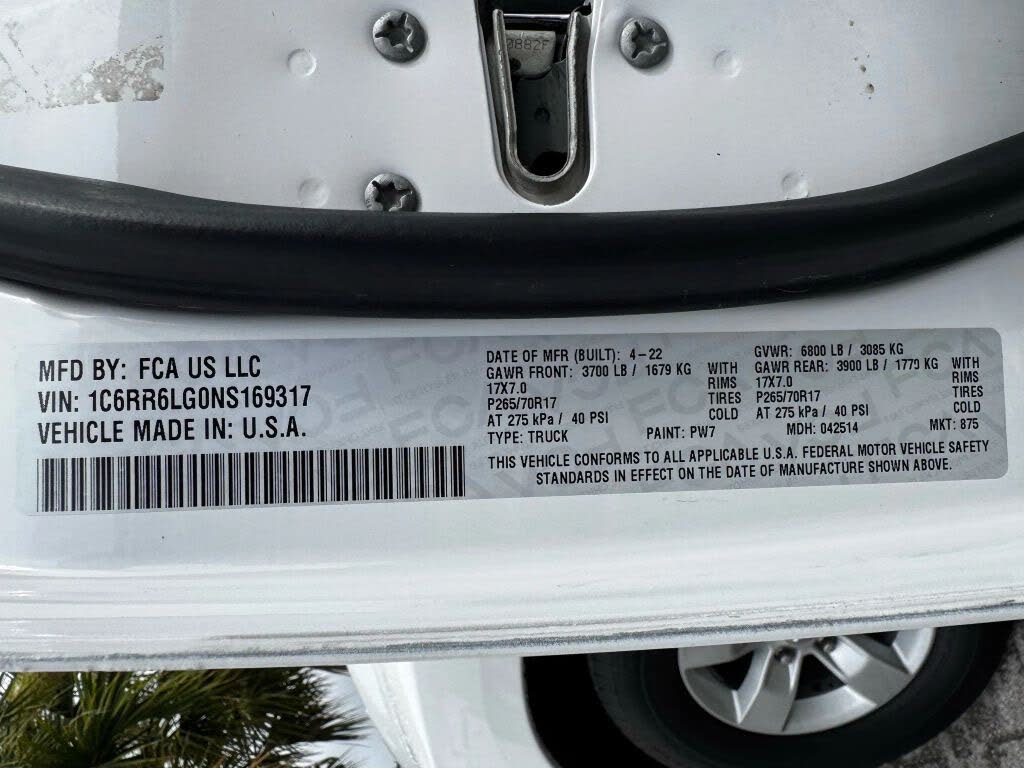 0882F
MFD BY: FCA US LLC
VIN: 1C6RR6LG0NS169317
VEHICLE MADE IN: U.S.A.
DATE OF MFR (BUILT): 4-22
GAWR FRONT: 3700 LB / 1679 KG WITH
17X7.0 RIMS
P265/70R17 TIRES
AT 275 kPa / 40 PSI COLD
TYPE: TRUCK PAINT: PW7
GVWR: 6800 LB / 3085 KG
GAWR REAR: 3900 LB / 1779 KG WITH
17X7.0 RIMS
P265/70R17 TIRES
AT 275 kPa / 40 PSI COLD
MDH: 042514 MKT: 875
THIS VEHICLE CONFORMS TO ALL APPLICABLE U.S.A. FEDERAL MOTOR VEHICLE SAFETY
STANDARDS IN EFFECT ON THE DATE OF MANUFACTURE SHOWN ABOVE.